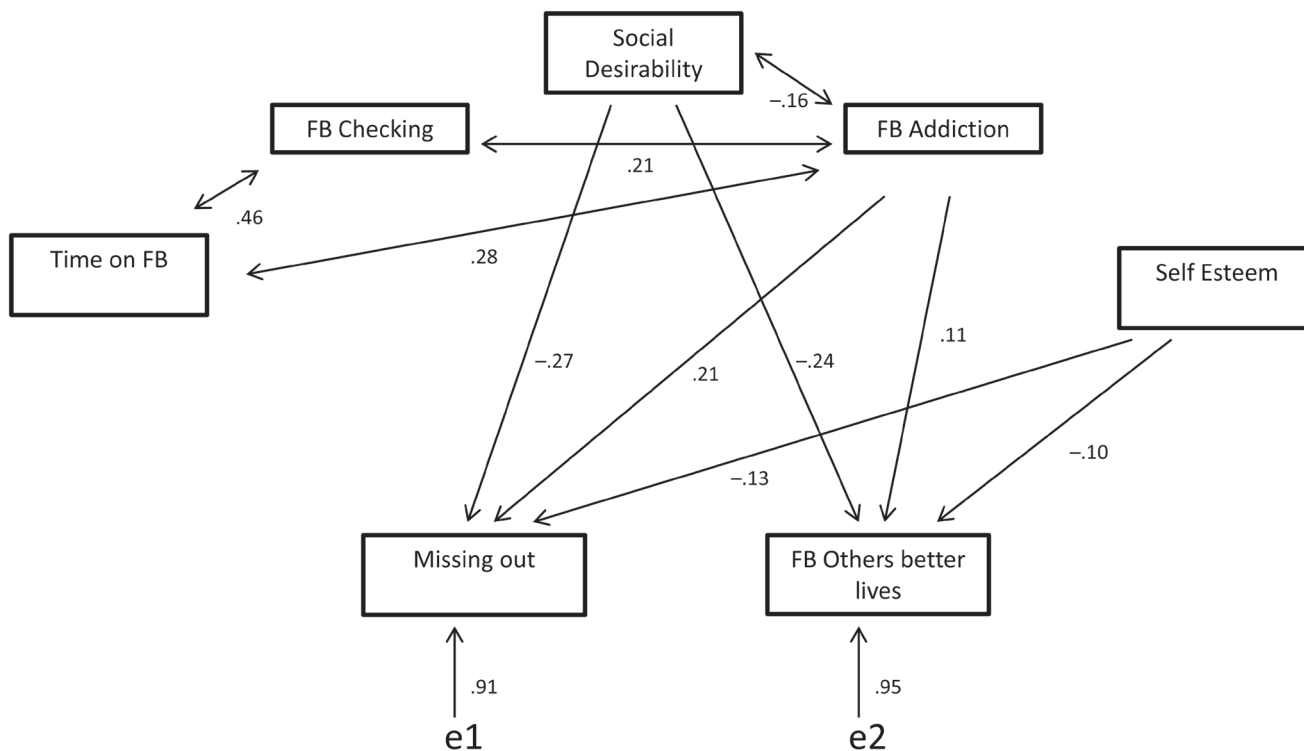 Social
Desirability
–.16
FB Checking
FB Addiction
.21
.46
Time on FB
.28
Self Esteem
–.27
.21
–.24
.11
–.13
–.10
Missing out
FB Others better
lives
.91
.95
e1
e2